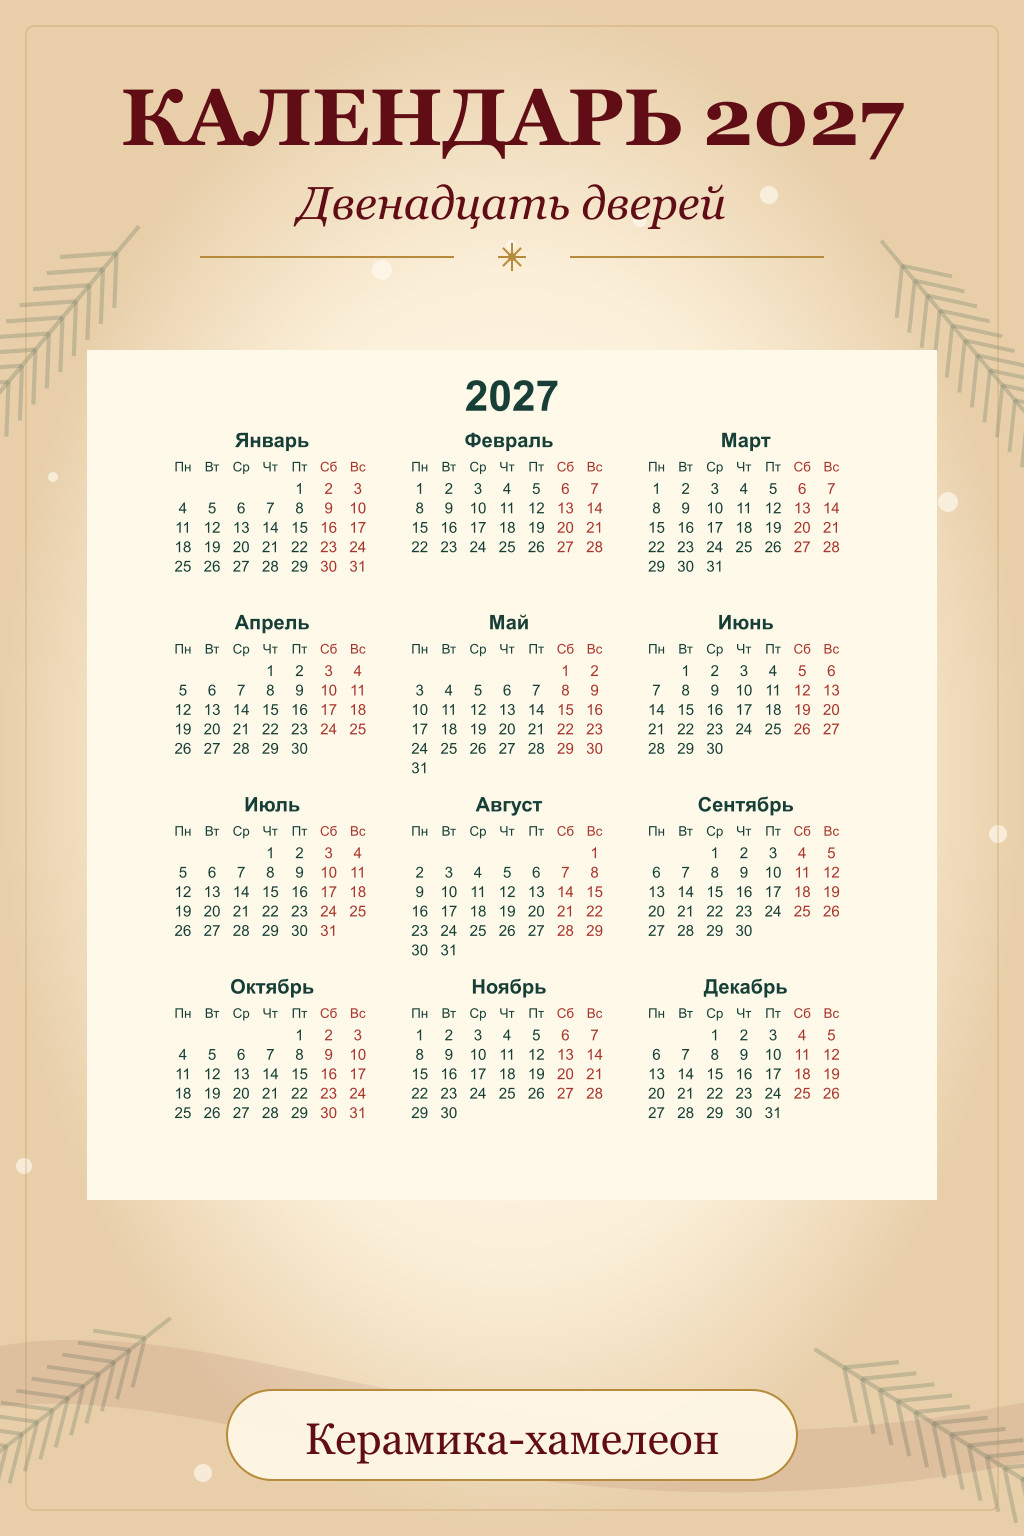 КАЛЕНДАРЬ 2027
Двенадцать дверей
2027
Январь Февраль Март
Пн Вт Ср Чт Пт Сб Вс Пн Вт Ср Чт Пт Сб Вс Пн Вт Ср Чт Пт Сб Вс
1 2 3 1 2 3 4 5 6 7 1 2 3 4 5 6 7
4 5 6 7 8 9 10 8 9 10 11 12 13 14 8 9 10 11 12 13 14
11 12 13 14 15 16 17 15 16 17 18 19 20 21 15 16 17 18 19 20 21
18 19 20 21 22 23 24 22 23 24 25 26 27 28 22 23 24 25 26 27 28
25 26 27 28 29 30 31 29 30 31
Апрель Май Июнь
Пн Вт Ср Чт Пт Сб Вс Пн Вт Ср Чт Пт Сб Вс Пн Вт Ср Чт Пт Сб Вс
1 2 3 4 1 2 1 2 3 4 5 6
5 6 7 8 9 10 11 3 4 5 6 7 8 9 7 8 9 10 11 12 13
12 13 14 15 16 17 18 10 11 12 13 14 15 16 14 15 16 17 18 19 20
19 20 21 22 23 24 25 17 18 19 20 21 22 23 21 22 23 24 25 26 27
26 27 28 29 30 24 25 26 27 28 29 30 28 29 30
31
Июль Август Сентябрь
Пн Вт Ср Чт Пт Сб Вс Пн Вт Ср Чт Пт Сб Вс Пн Вт Ср Чт Пт Сб Вс
1 2 3 4 1 1 2 3 4 5
5 6 7 8 9 10 11 2 3 4 5 6 7 8 6 7 8 9 10 11 12
12 13 14 15 16 17 18 9 10 11 12 13 14 15 13 14 15 16 17 18 19
19 20 21 22 23 24 25 16 17 18 19 20 21 22 20 21 22 23 24 25 26
26 27 28 29 30 31 23 24 25 26 27 28 29 27 28 29 30
30 31
Октябрь Ноябрь Декабрь
Пн Вт Ср Чт Пт Сб Вс Пн Вт Ср Чт Пт Сб Вс Пн Вт Ср Чт Пт Сб Вс
1 2 3 1 2 3 4 5 6 7 1 2 3 4 5
4 5 6 7 8 9 10 8 9 10 11 12 13 14 6 7 8 9 10 11 12
11 12 13 14 15 16 17 15 16 17 18 19 20 21 13 14 15 16 17 18 19
18 19 20 21 22 23 24 22 23 24 25 26 27 28 20 21 22 23 24 25 26
25 26 27 28 29 30 31 29 30 27 28 29 30 31
Керамика-хамелеон